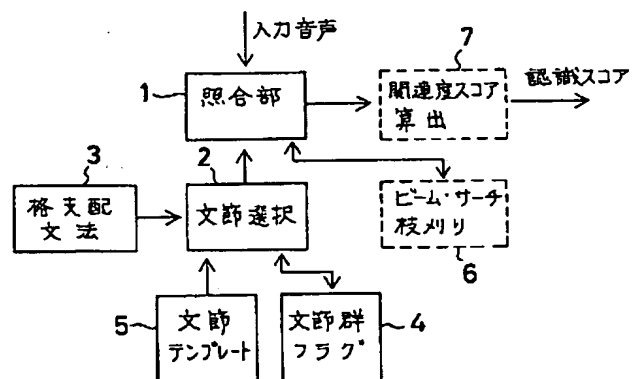 入力音声
7
1
照合部
関連度スコア
算出
認識スコア
3
2
格支配
文法
文節選択
ビーム・サーチ
枝刈り
6
5
文節
テンプレート
文節群
フラグ
4